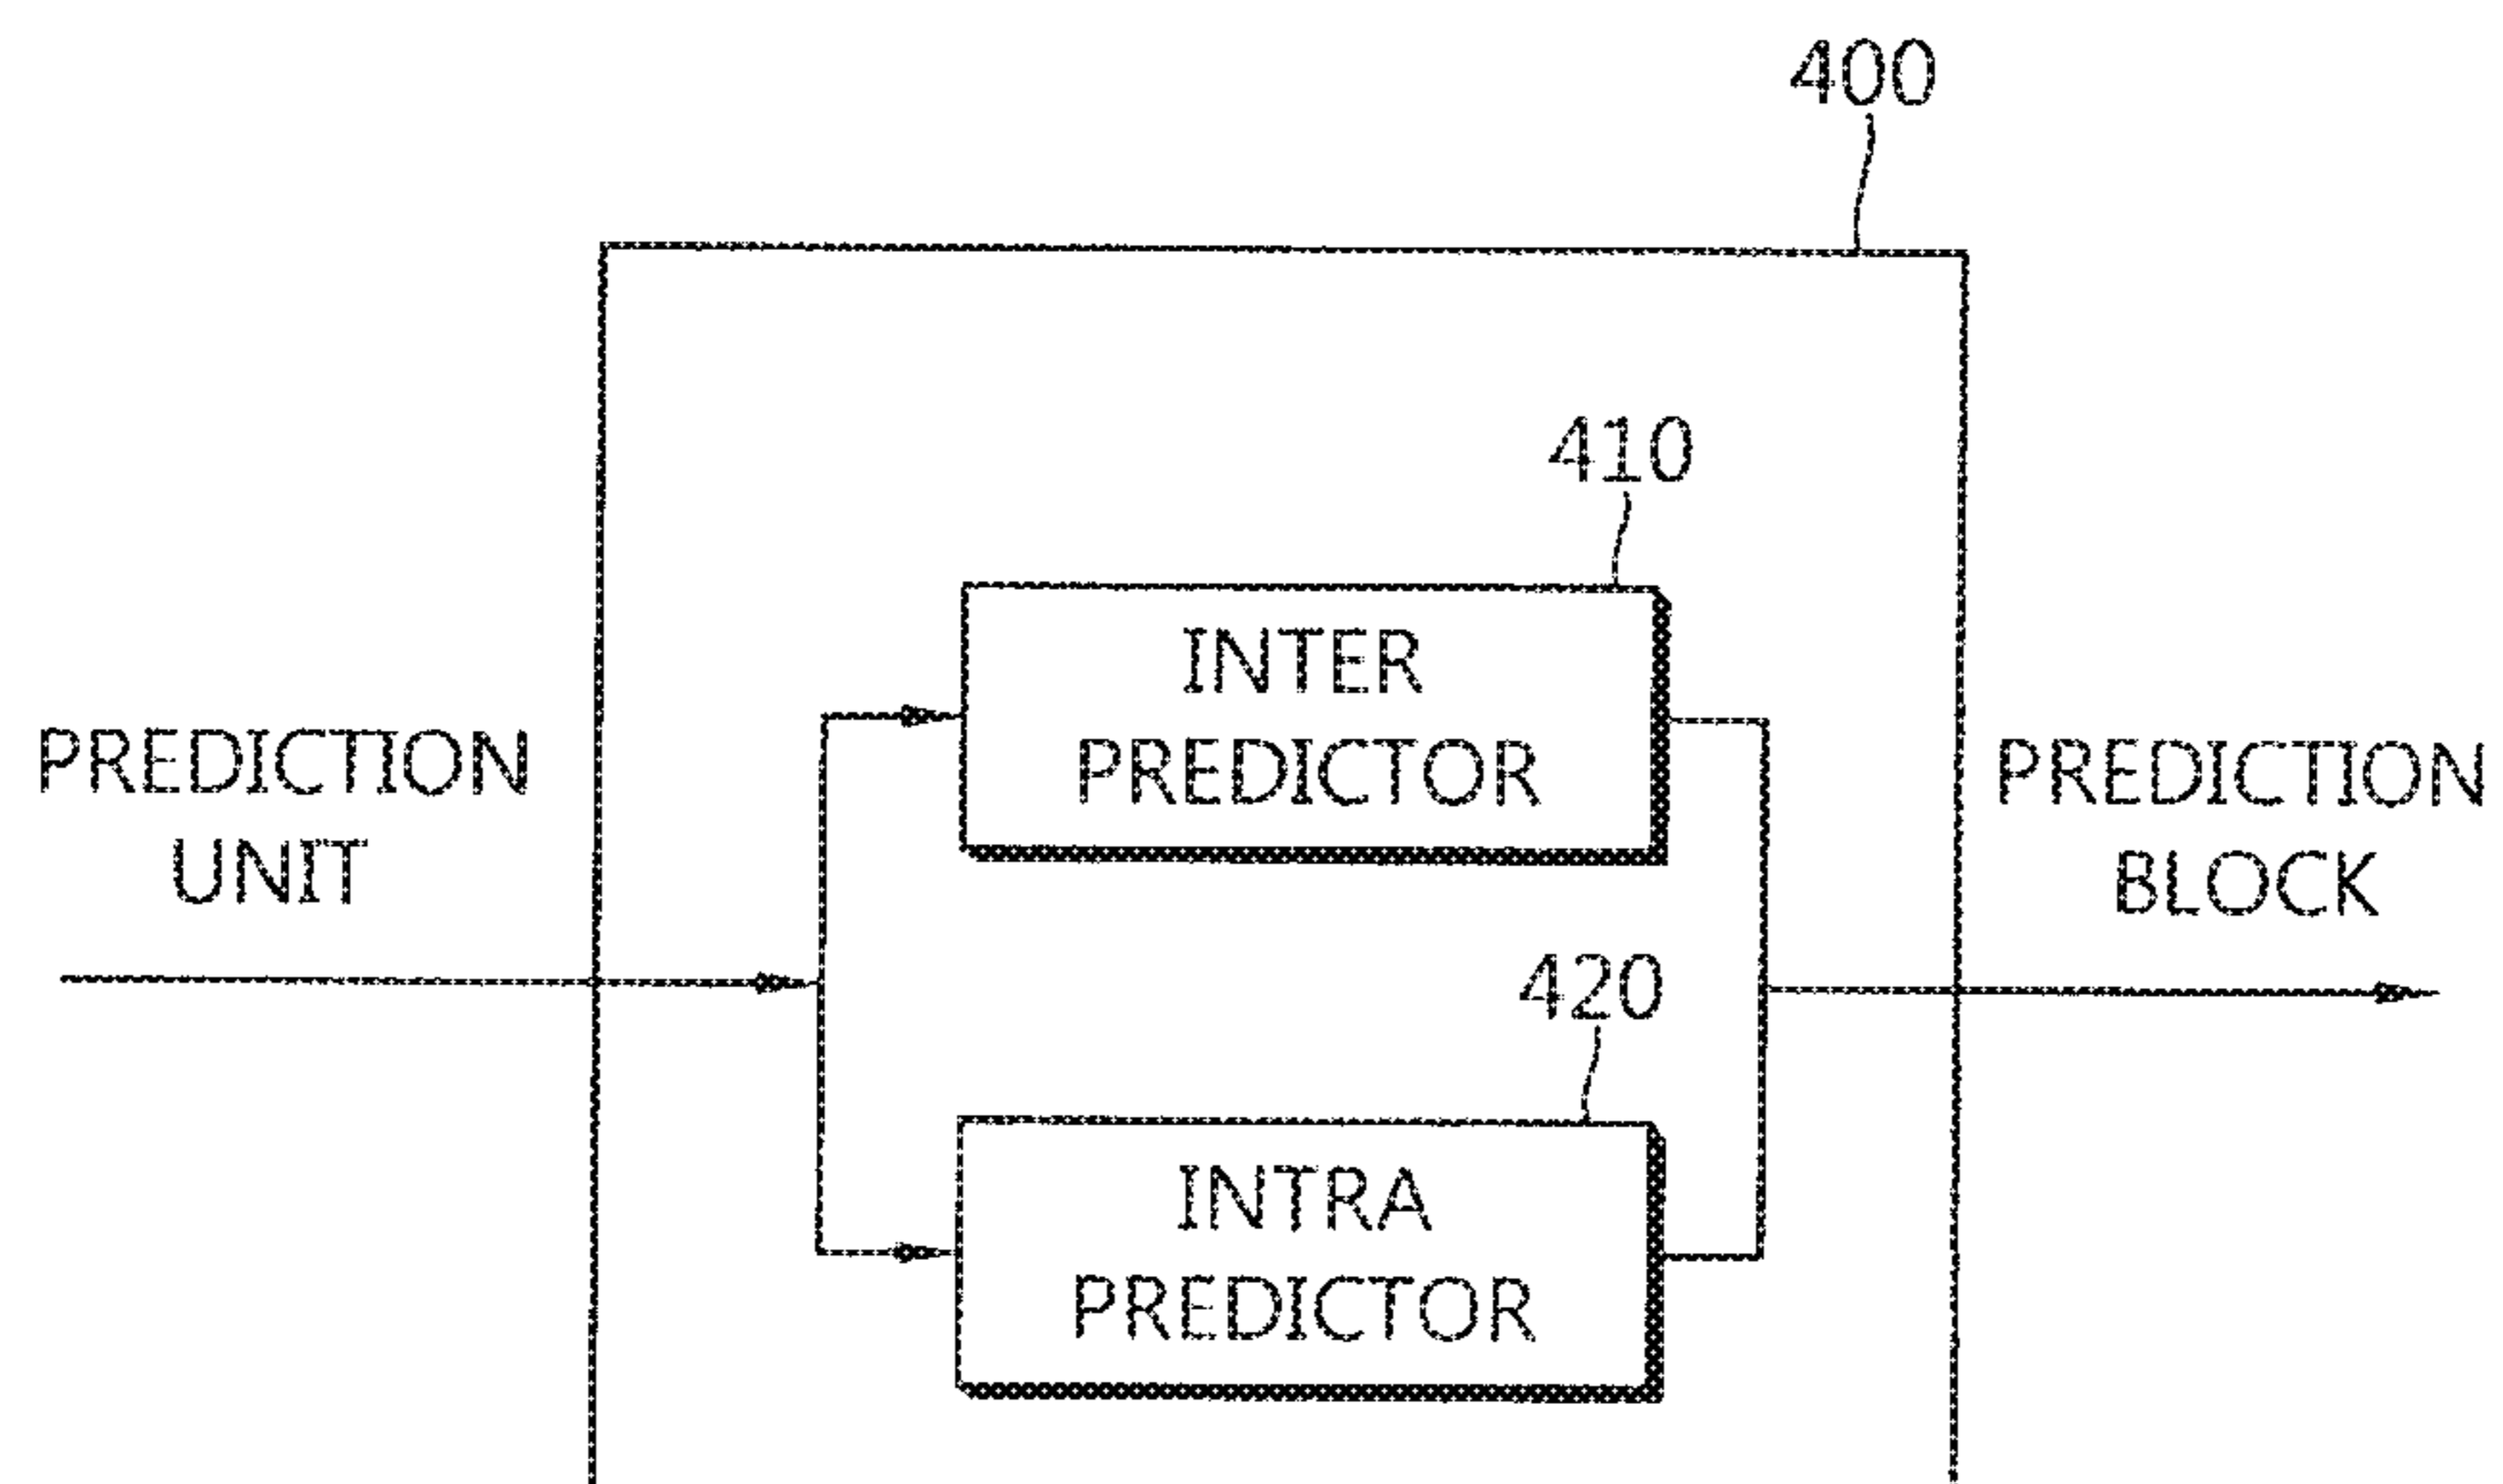 400
410
INTER
PREDICTOR
PREDICTION
UNIT
PREDICTION
BLOCK
420
INTRA
PREDICTOR